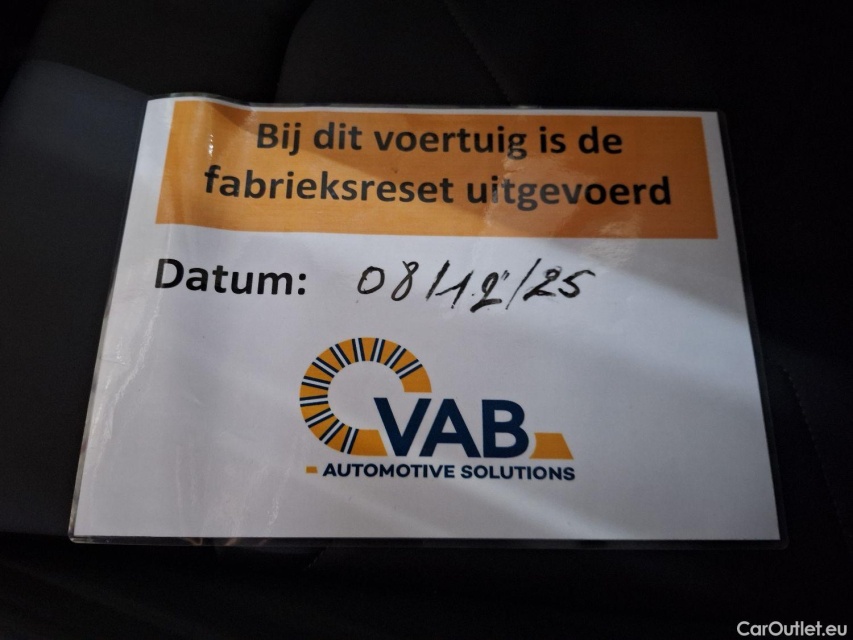 Bij dit voertuig is de
fabrieksreset uitgevoerd
Datum: 08/12/25
VAB
AUTOMOTIVE SOLUTIONS
CarOutlet.eu